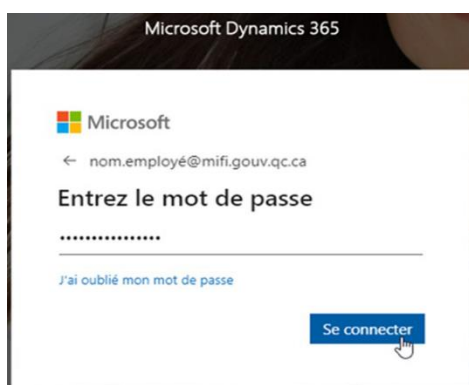 Microsoft Dynamics 365
Microsoft
← nom.employé@mifi.gouv.qc.ca
Entrez le mot de passe
................
J'ai oublié mon mot de passe
Se connecter